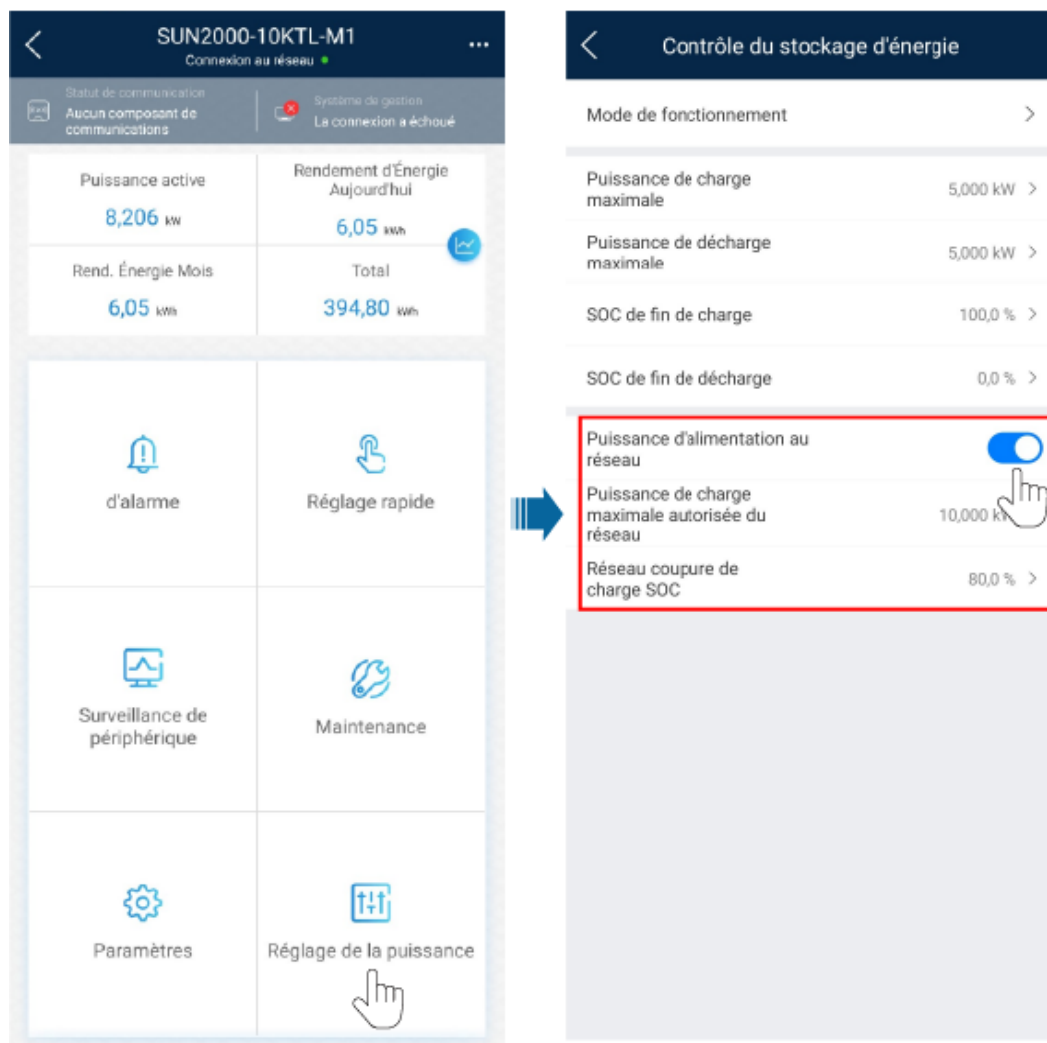 SUN2000-10KTL-M1
Connexion au réseau
Statut de communication
Aucun composant de
communications
Système de gestion
La connexion a échoué
Puissance active
8,206 kW
Rendement d'Énergie
Aujourd'hui
6,05 kWh
Rend. Énergie Mois
6,05 kWh
Total
394,80 kWh
d'alarme
Réglage rapide
Surveillance de
périphérique
Maintenance
Paramètres
Réglage de la puissance
Contrôle du stockage d'énergie
Mode de fonctionnement
Puissance de charge
maximale
5,000 kW
Puissance de décharge
maximale
5,000 kW
SOC de fin de charge
100,0 %
SOC de fin de décharge
0,0 %
Puissance d'alimentation au
réseau
Puissance de charge
maximale autorisée du
réseau
10,000
Réseau coupure de
charge SOC
80,0 %